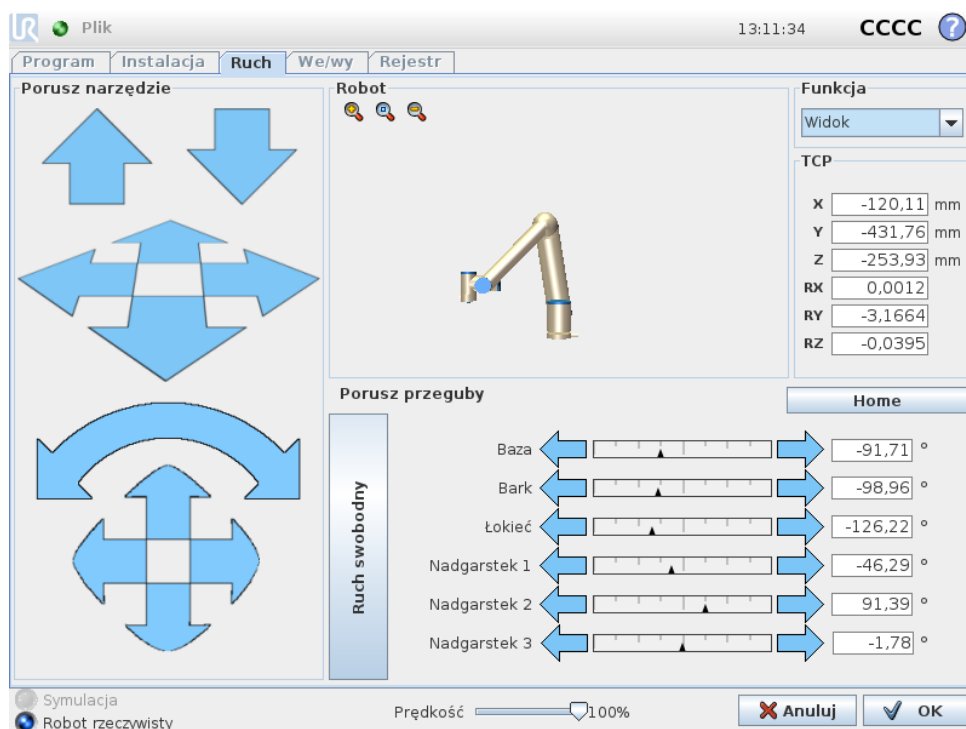 UR Plik 13:11:34 CCCC ?
Program Instalacja Ruch We/wy Rejestr
Porusz narzędzie
Robot
Funkcja
Widok
TCP
X -120,11 mm
Y -431,76 mm
Z -253,93 mm
RX 0,0012
RY -3,1664
RZ -0,0395
Porusz przeguby
Home
Ruch swobodny
Baza -91,71 °
Bark -98,96 °
Łokieć -126,22 °
Nadgarstek 1 -46,29 °
Nadgarstek 2 91,39 °
Nadgarstek 3 -1,78 °
Symulacja
Robot rzeczywisty
Prędkość 100%
Anuluj OK